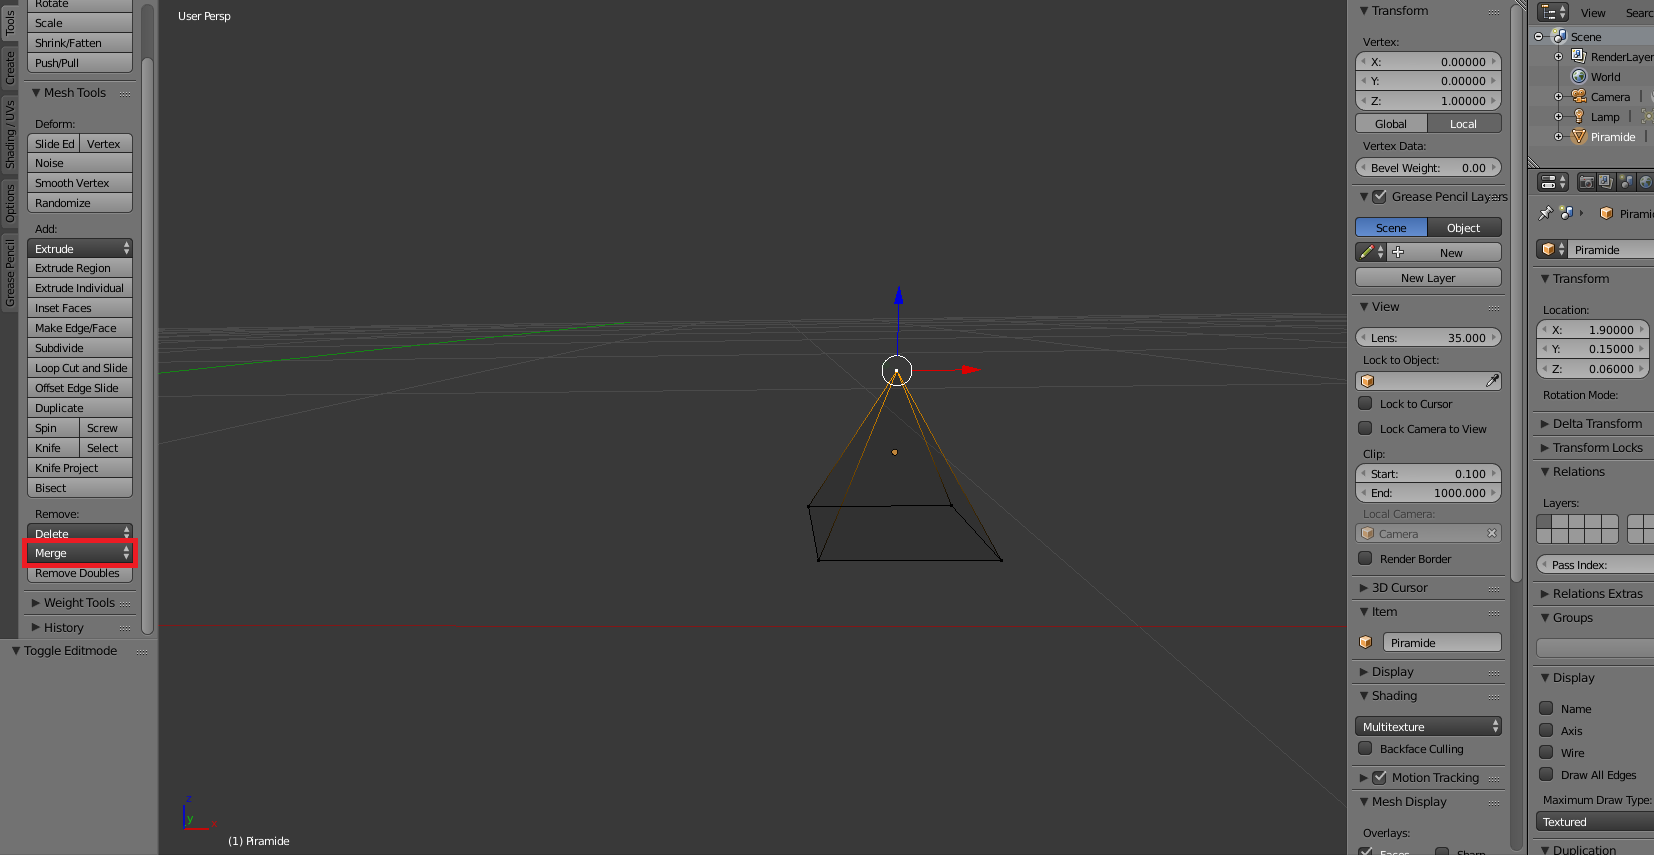 Tools
Create
Shading / UVs
Options
Grease Pencil
Rotate
Scale
Shrink/Fatten
Push/Pull
Mesh Tools
Deform:
Slide Ed Vertex
Noise
Smooth Vertex
Randomize
Add:
Extrude
Extrude Region
Extrude Individual
Inset Faces
Make Edge/Face
Subdivide
Loop Cut and Slide
Offset Edge Slide
Duplicate
Spin Screw
Knife Select
Knife Project
Bisect
Remove:
Delete
Merge
Remove Doubles
Weight Tools
History
Toggle Editmode
User Persp
z
y
x
(1) Piramide
Transform
Vertex:
X: 0.00000
Y: 0.00000
Z: 1.00000
Global Local
Vertex Data:
Bevel Weight: 0.00
Grease Pencil Layers
Scene Object
New
New Layer
View
Lens: 35.000
Lock to Object:
Lock to Cursor
Lock Camera to View
Clip:
Start: 0.100
End: 1000.000
Local Camera:
Camera
Render Border
3D Cursor
Item
Piramide
Display
Shading
Multitexture
Backface Culling
Motion Tracking
Mesh Display
Overlays:
Faces Sharp
View Searc
Scene
RenderLayer
World
Camera
Lamp
Piramide
Pirami
Piramide
Transform
Location:
X: 1.90000
Y: 0.15000
Z: 0.06000
Rotation Mode:
Delta Transform
Transform Locks
Relations
Layers:
Pass Index:
Relations Extras
Groups
Display
Name
Axis
Wire
Draw All Edges
Maximum Draw Type:
Textured
Duplication